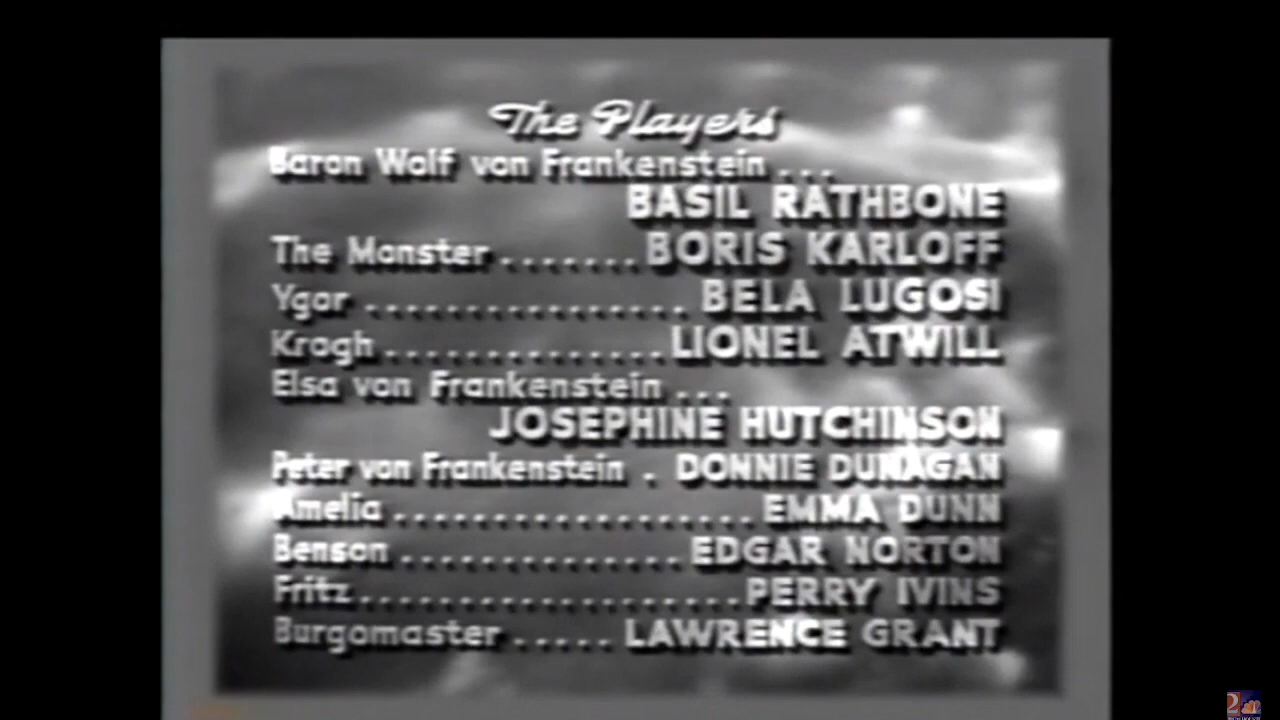 The Players
Baron Wolf von Frankenstein ...
BASIL RATHBONE
The Monster ....... BORIS KARLOFF
Ygor ................ BELA LUGOSI
Krogh .............. LIONEL ATWILL
Elsa von Frankenstein ...
JOSEPHINE HUTCHINSON
Peter von Frankenstein . DONNIE DUNAGAN
Amelia .................. EMMA DUNN
Benson .............. EDGAR NORTON
Fritz ................... PERRY IVINS
Burgomaster ..... LAWRENCE GRANT
2